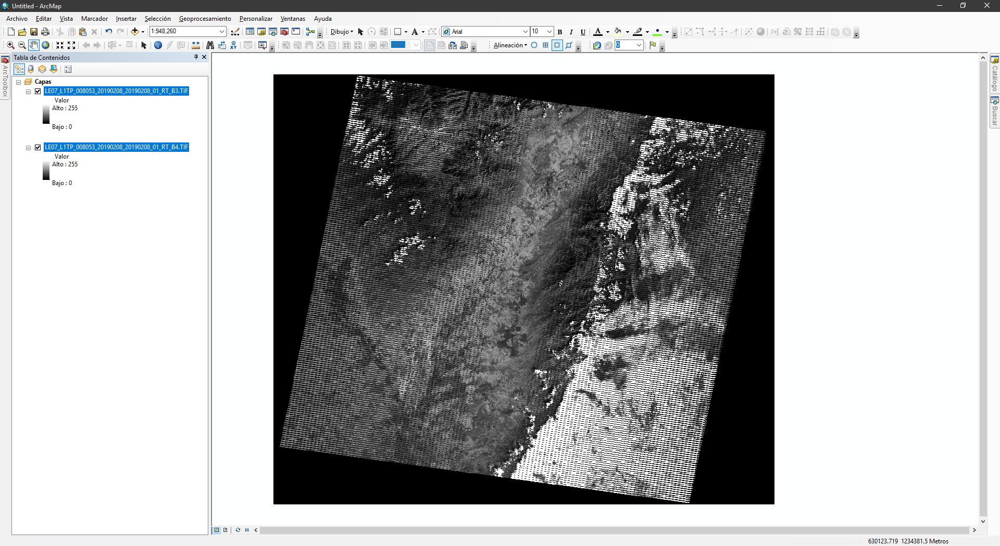 Untitled - ArcMap
Archivo Editar Vista Marcador Insertar Selección Geoprocesamiento Personalizar Ventanas Ayuda
1:948,260 Dibujo A Arial 10 B I U A
Alineación 0
Tabla de Contenidos
ArcToolbox
Capas
LE07_L1TP_008053_20190208_20190208_01_RT_B3.TIF
Valor
Alto : 255
Bajo : 0
LE07_L1TP_008053_20190208_20190208_01_RT_B4.TIF
Valor
Alto : 255
Bajo : 0
Catálogo
Buscar
630123.719 1234381.5 Metros